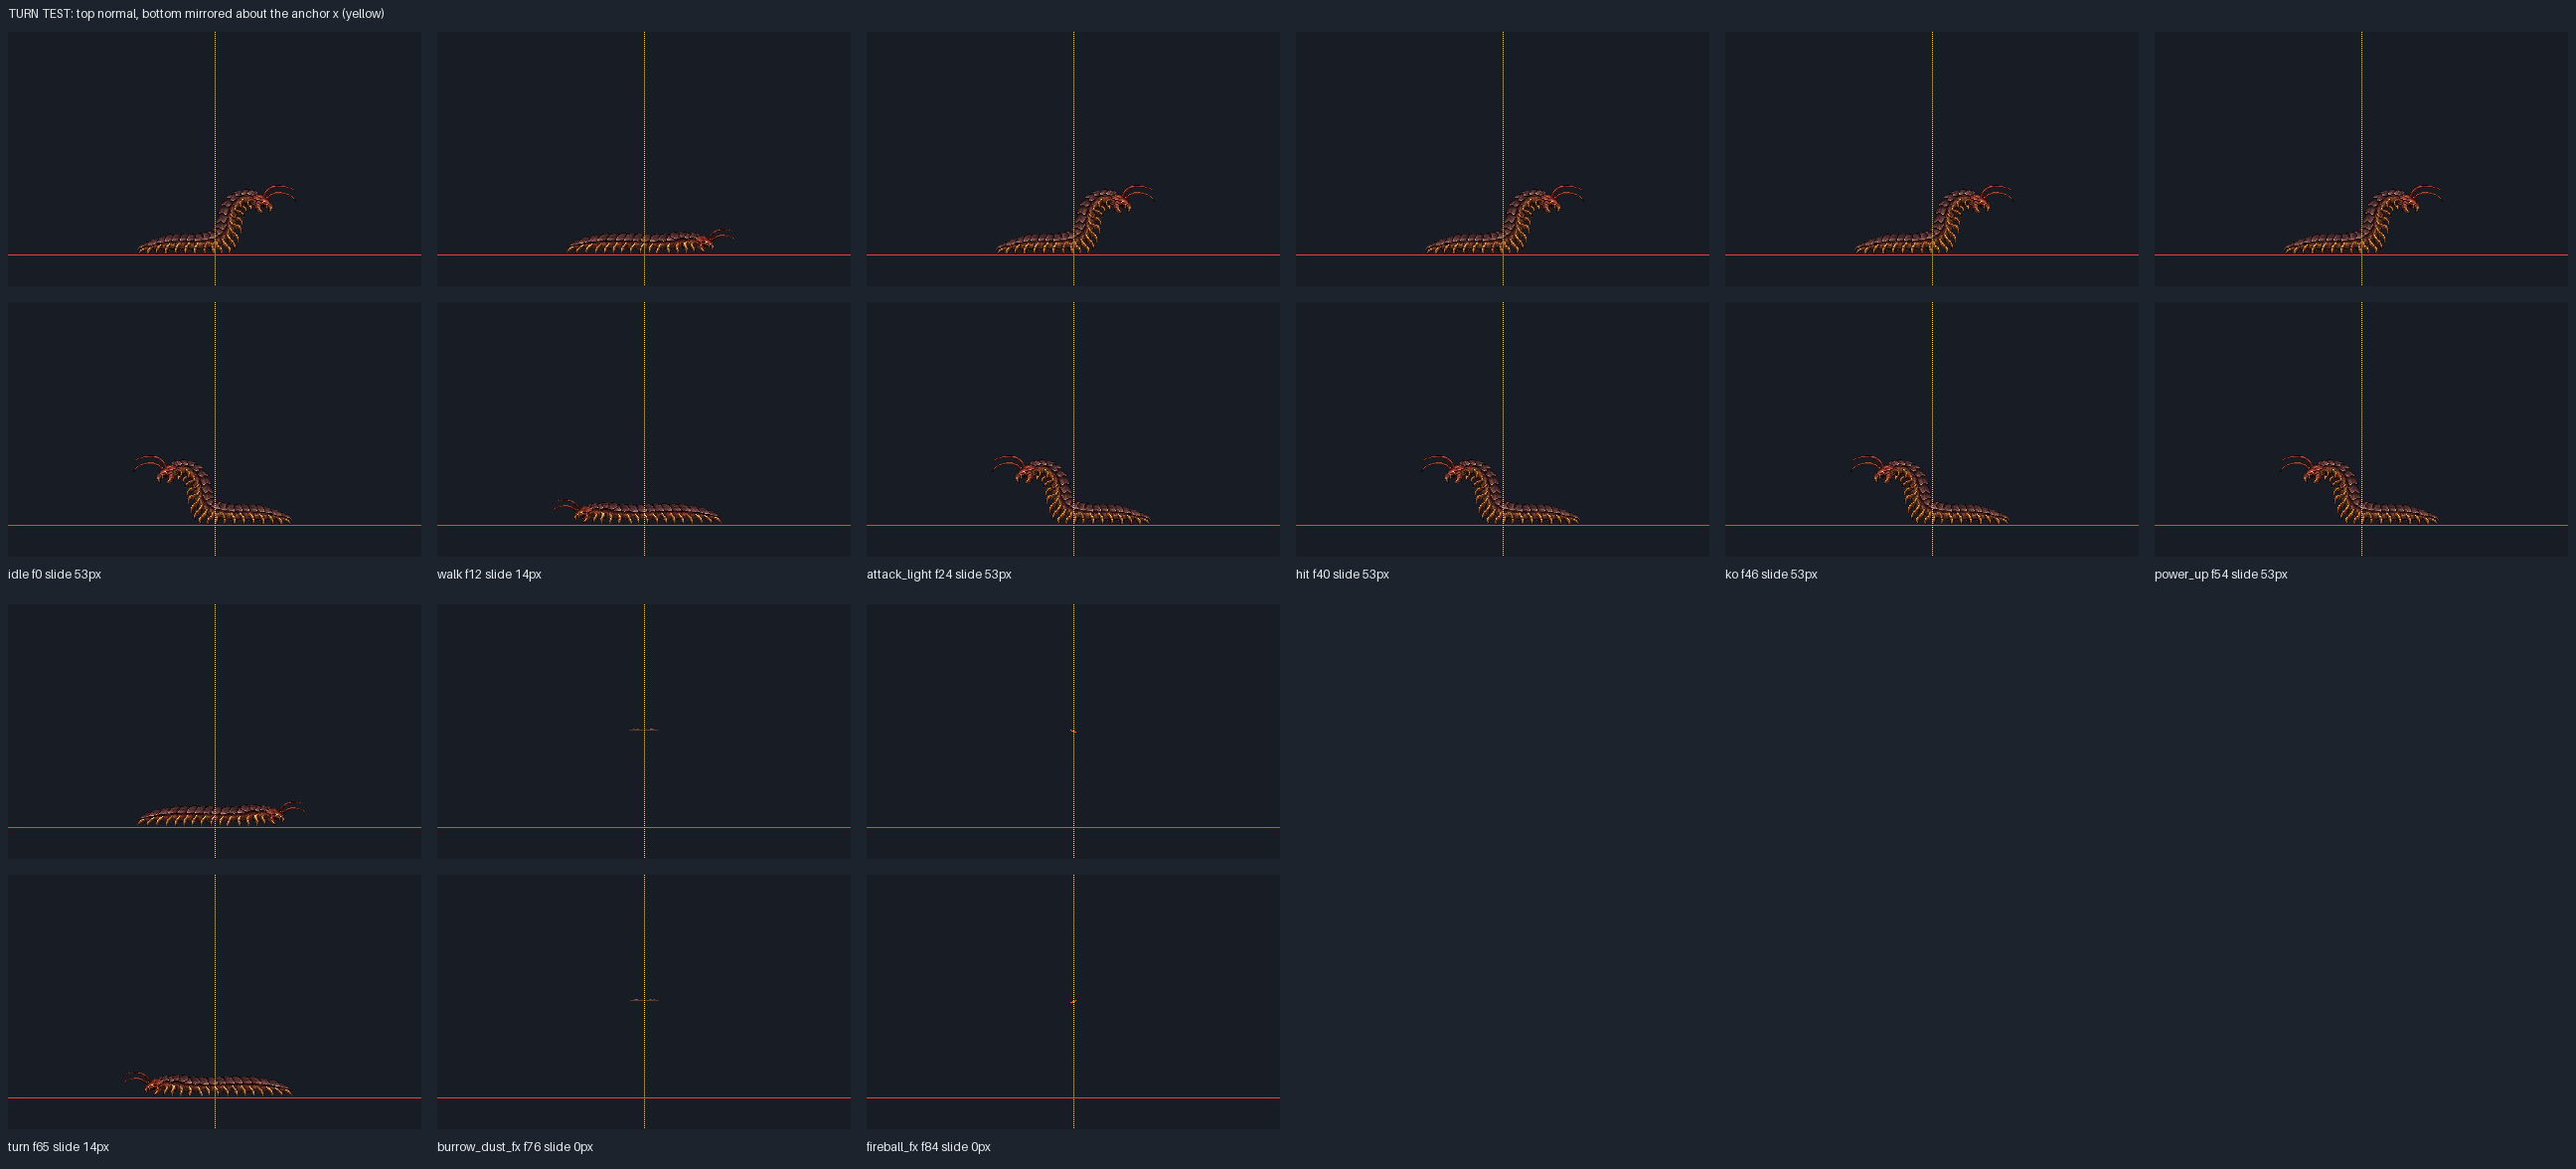 TURN TEST: top normal, bottom mirrored about the anchor x (yellow)
idle f0 slide 53px
walk f12 slide 14px
attack_light f24 slide 53px
hit f40 slide 53px
ko f46 slide 53px
power_up f54 slide 53px
turn f65 slide 14px
burrow_dust_fx f76 slide 0px
fireball_fx f84 slide 0px